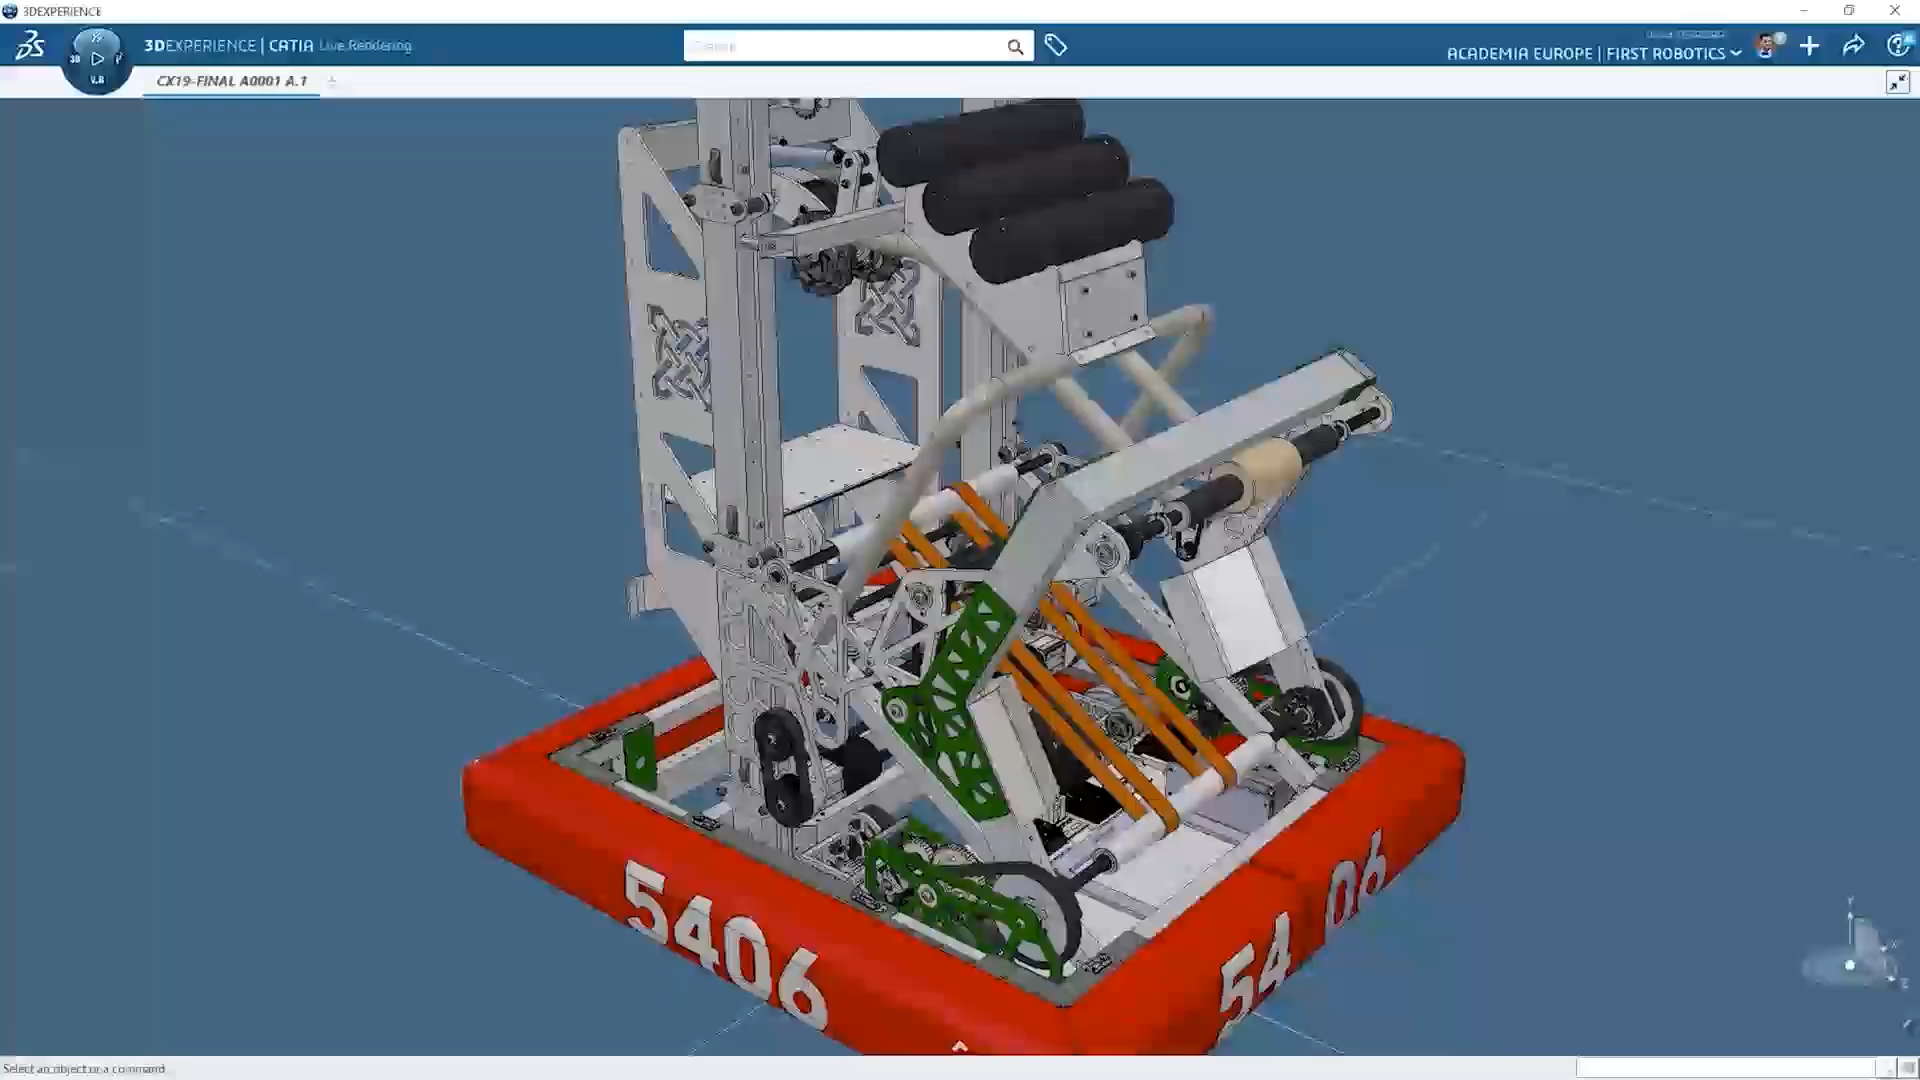 3DEXPERIENCE
3DEXPERIENCE | CATIA Live Rendering
ACADEMIA EUROPE | FIRST ROBOTICS
3D
V.R
CX19-FINAL A0001 A.1
5406
54 06
Select an object or a command